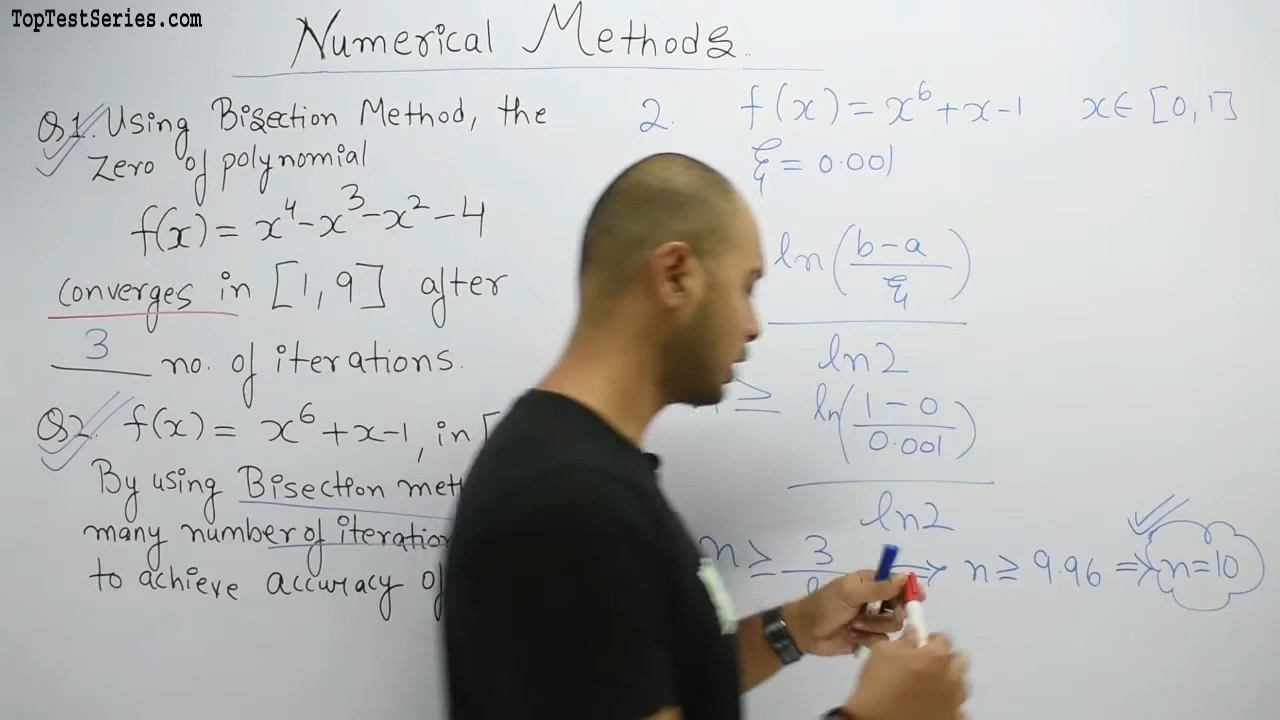 TopTestSeries.com
Numerical Methods
Q1. Using Bisection Method, the
zero of polynomial
f(x) = x⁴-x³-x²-4
converges in [1,9] after
3 no. of iterations.
Q2. f(x) = x⁶+x-1, in [
By using Bisection
many number of iteration
to achieve accuracy of
2. f(x) = x⁶+x-1 x∈ [0,1]
ξ = 0.001
ln(b-a/ξ)
ln2
≥ ln(1-0/0.001)
ln2
n ≥ 3 ⇒ n ≥ 9.96 ⇒ n=10